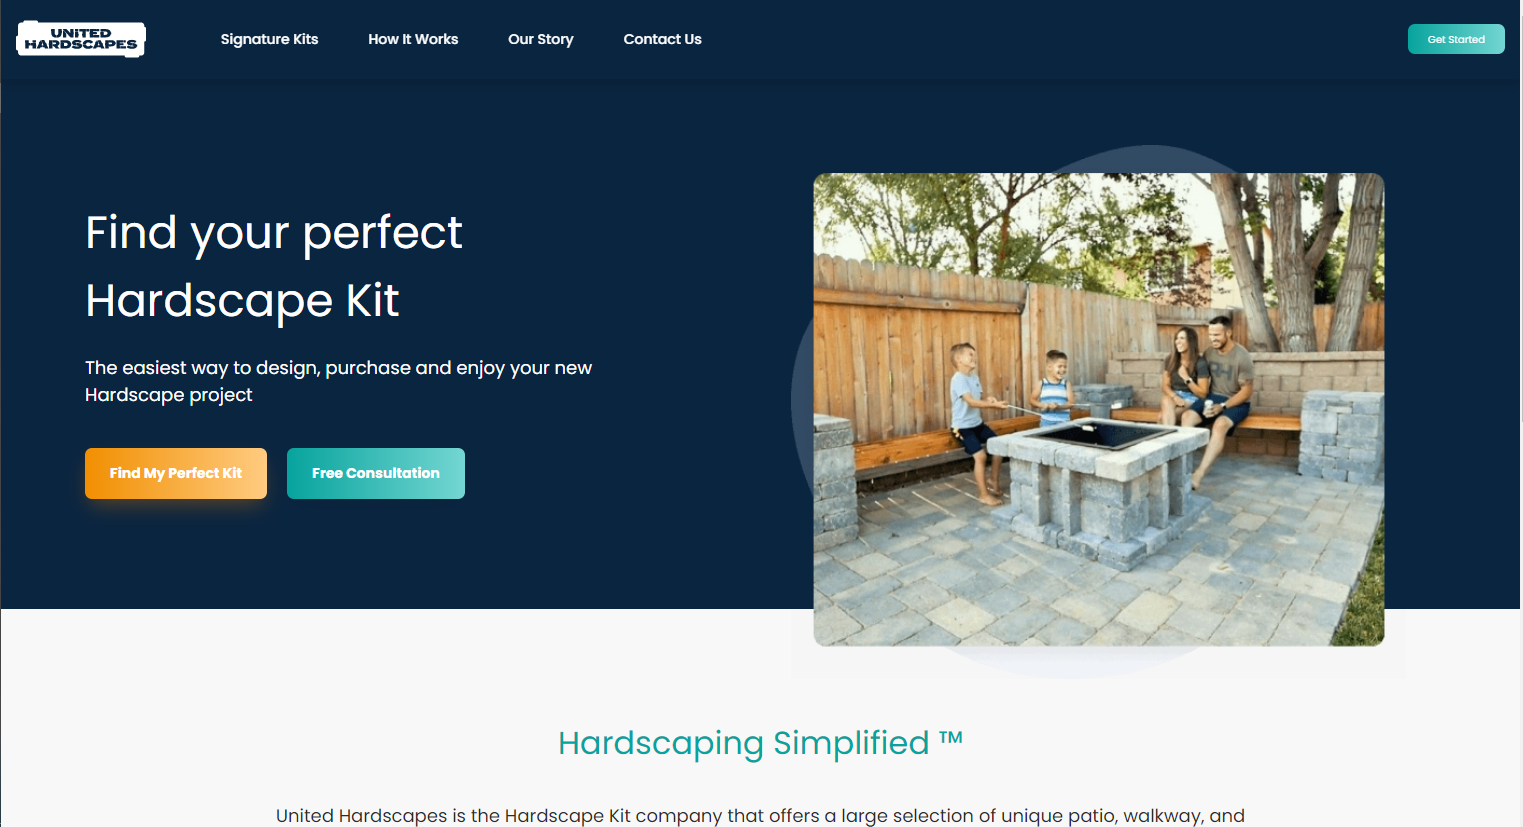 UNITED
HARDSCAPES
Signature Kits
How It Works
Our Story
Contact Us
Get Started
Find your perfect
Hardscape Kit
The easiest way to design, purchase and enjoy your new
Hardscape project
Find My Perfect Kit
Free Consultation
Hardscaping Simplified ™
United Hardscapes is the Hardscape Kit company that offers a large selection of unique patio, walkway, and